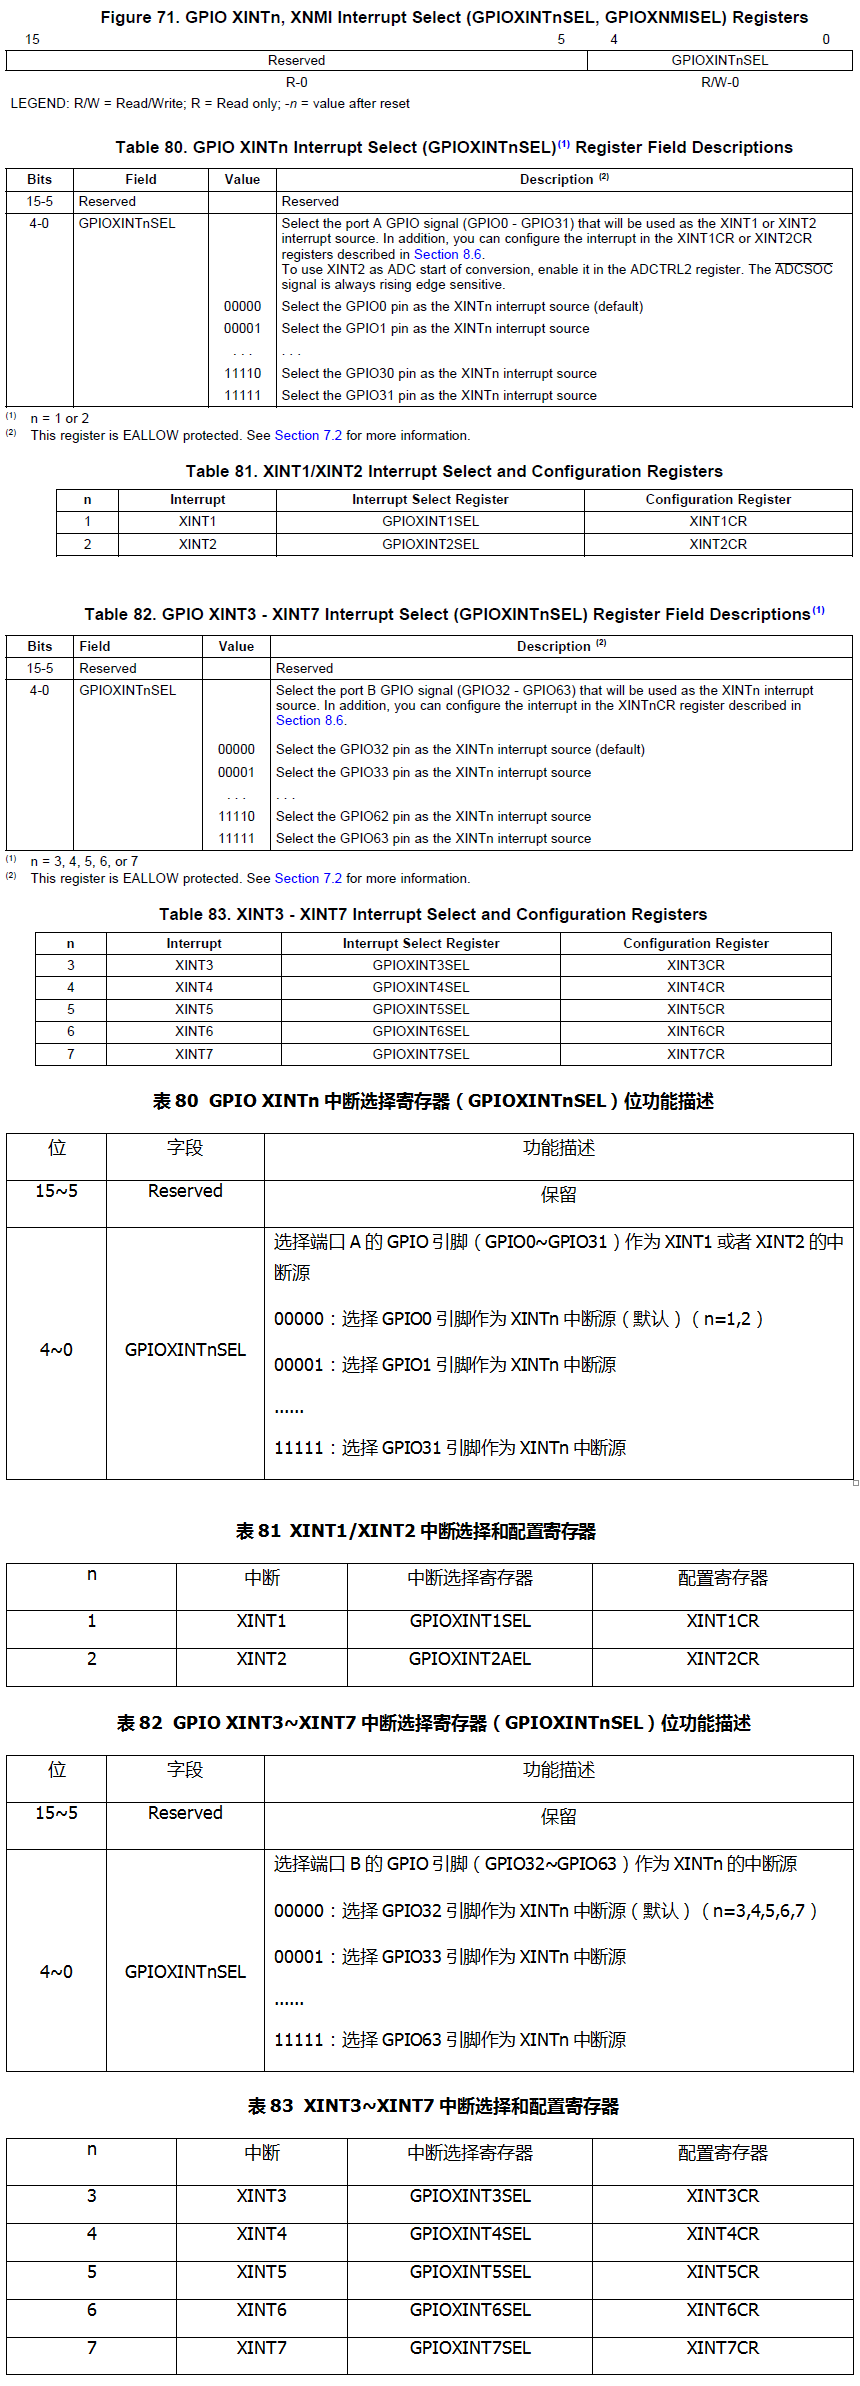 Figure 71. GPIO XINTn, XNMI Interrupt Select (GPIOXINTnSEL, GPIOXNMISEL) Registers
15 5 4 0
Reserved GPIOXINTnSEL
R-0 R/W-0
LEGEND: R/W = Read/Write; R = Read only; -n = value after reset
Table 80. GPIO XINTn Interrupt Select (GPIOXINTnSEL)(1) Register Field Descriptions
Bits Field Value Description (2)
15-5 Reserved Reserved
4-0 GPIOXINTnSEL Select the port A GPIO signal (GPIO0 - GPIO31) that will be used as the XINT1 or XINT2
interrupt source. In addition, you can configure the interrupt in the XINT1CR or XINT2CR
registers described in Section 8.6.
To use XINT2 as ADC start of conversion, enable it in the ADCTRL2 register. The ADCSOC
signal is always rising edge sensitive.
00000 Select the GPIO0 pin as the XINTn interrupt source (default)
00001 Select the GPIO1 pin as the XINTn interrupt source
. . . . . .
11110 Select the GPIO30 pin as the XINTn interrupt source
11111 Select the GPIO31 pin as the XINTn interrupt source
(1) n = 1 or 2
(2) This register is EALLOW protected. See Section 7.2 for more information.
Table 81. XINT1/XINT2 Interrupt Select and Configuration Registers
n Interrupt Interrupt Select Register Configuration Register
1 XINT1 GPIOXINT1SEL XINT1CR
2 XINT2 GPIOXINT2SEL XINT2CR
Table 82. GPIO XINT3 - XINT7 Interrupt Select (GPIOXINTnSEL) Register Field Descriptions(1)
Bits Field Value Description (2)
15-5 Reserved Reserved
4-0 GPIOXINTnSEL Select the port B GPIO signal (GPIO32 - GPIO63) that will be used as the XINTn interrupt
source. In addition, you can configure the interrupt in the XINTnCR register described in
Section 8.6.
00000 Select the GPIO32 pin as the XINTn interrupt source (default)
00001 Select the GPIO33 pin as the XINTn interrupt source
. . . . . .
11110 Select the GPIO62 pin as the XINTn interrupt source
11111 Select the GPIO63 pin as the XINTn interrupt source
(1) n = 3, 4, 5, 6, or 7
(2) This register is EALLOW protected. See Section 7.2 for more information.
Table 83. XINT3 - XINT7 Interrupt Select and Configuration Registers
n Interrupt Interrupt Select Register Configuration Register
3 XINT3 GPIOXINT3SEL XINT3CR
4 XINT4 GPIOXINT4SEL XINT4CR
5 XINT5 GPIOXINT5SEL XINT5CR
6 XINT6 GPIOXINT6SEL XINT6CR
7 XINT7 GPIOXINT7SEL XINT7CR
表 80 GPIO XINTn 中断选择寄存器（GPIOXINTnSEL）位功能描述
位 字段 功能描述
15~5 Reserved 保留
4~0 GPIOXINTnSEL 选择端口 A 的 GPIO 引脚（GPIO0~GPIO31）作为 XINT1 或者 XINT2 的中
断源
00000：选择 GPIO0 引脚作为 XINTn 中断源（默认）（n=1,2）
00001：选择 GPIO1 引脚作为 XINTn 中断源
......
11111：选择 GPIO31 引脚作为 XINTn 中断源
表 81 XINT1/XINT2 中断选择和配置寄存器
n 中断 中断选择寄存器 配置寄存器
1 XINT1 GPIOXINT1SEL XINT1CR
2 XINT2 GPIOXINT2AEL XINT2CR
表 82 GPIO XINT3~XINT7 中断选择寄存器（GPIOXINTnSEL）位功能描述
位 字段 功能描述
15~5 Reserved 保留
4~0 GPIOXINTnSEL 选择端口 B 的 GPIO 引脚（GPIO32~GPIO63）作为 XINTn 的中断源
00000：选择 GPIO32 引脚作为 XINTn 中断源（默认）（n=3,4,5,6,7）
00001：选择 GPIO33 引脚作为 XINTn 中断源
......
11111：选择 GPIO63 引脚作为 XINTn 中断源
表 83 XINT3~XINT7 中断选择和配置寄存器
n 中断 中断选择寄存器 配置寄存器
3 XINT3 GPIOXINT3SEL XINT3CR
4 XINT4 GPIOXINT4SEL XINT4CR
5 XINT5 GPIOXINT5SEL XINT5CR
6 XINT6 GPIOXINT6SEL XINT6CR
7 XINT7 GPIOXINT7SEL XINT7CR